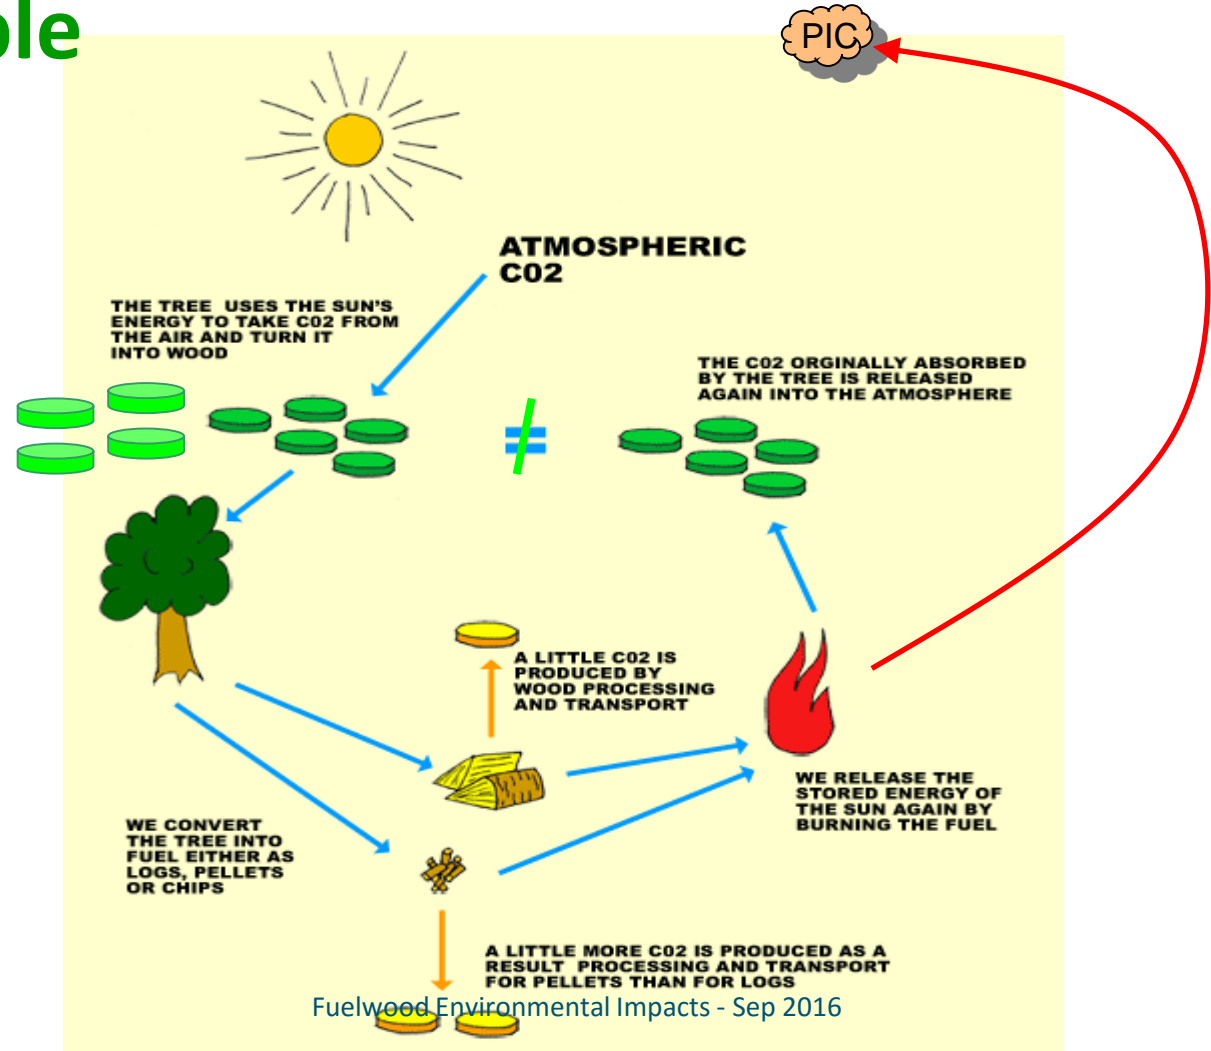 ple
PIC
ATMOSPHERIC
C02
THE TREE USES THE SUN'S
ENERGY TO TAKE C02 FROM
THE AIR AND TURN IT
INTO WOOD
THE C02 ORGINALLY ABSORBED
BY THE TREE IS RELEASED
AGAIN INTO THE ATMOSPHERE
A LITTLE C02 IS
PRODUCED BY
WOOD PROCESSING
AND TRANSPORT
WE RELEASE THE
STORED ENERGY OF
THE SUN AGAIN BY
BURNING THE FUEL
WE CONVERT
THE TREE INTO
FUEL EITHER AS
LOGS, PELLETS
OR CHIPS
A LITTLE MORE C02 IS PRODUCED AS A
RESULT PROCESSING AND TRANSPORT
FOR PELLETS THAN FOR LOGS
Fuelwood Environmental Impacts - Sep 2016